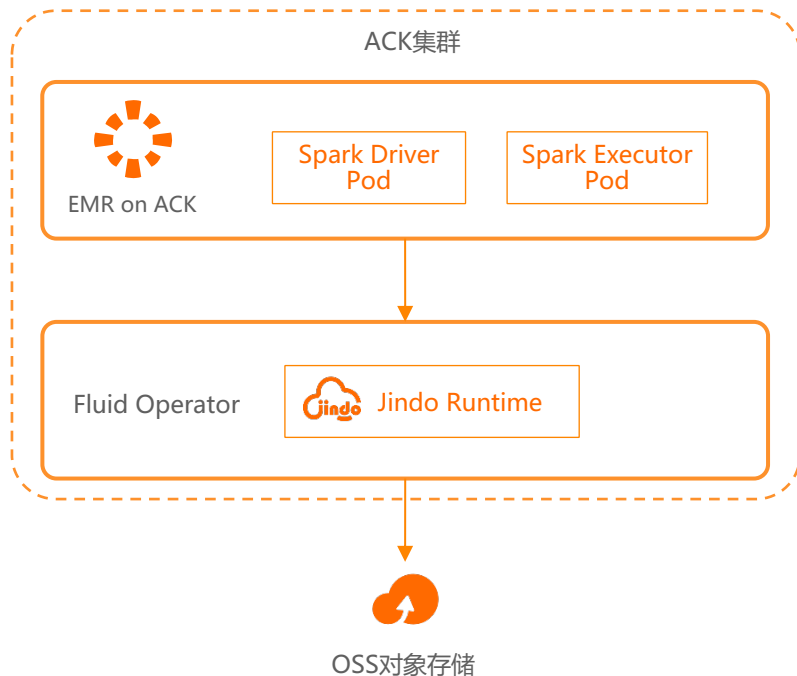 ACK集群
Spark Driver
Pod
Spark Executor
Pod
EMR on ACK
Fluid Operator
jindo
Jindo Runtime
OSS对象存储